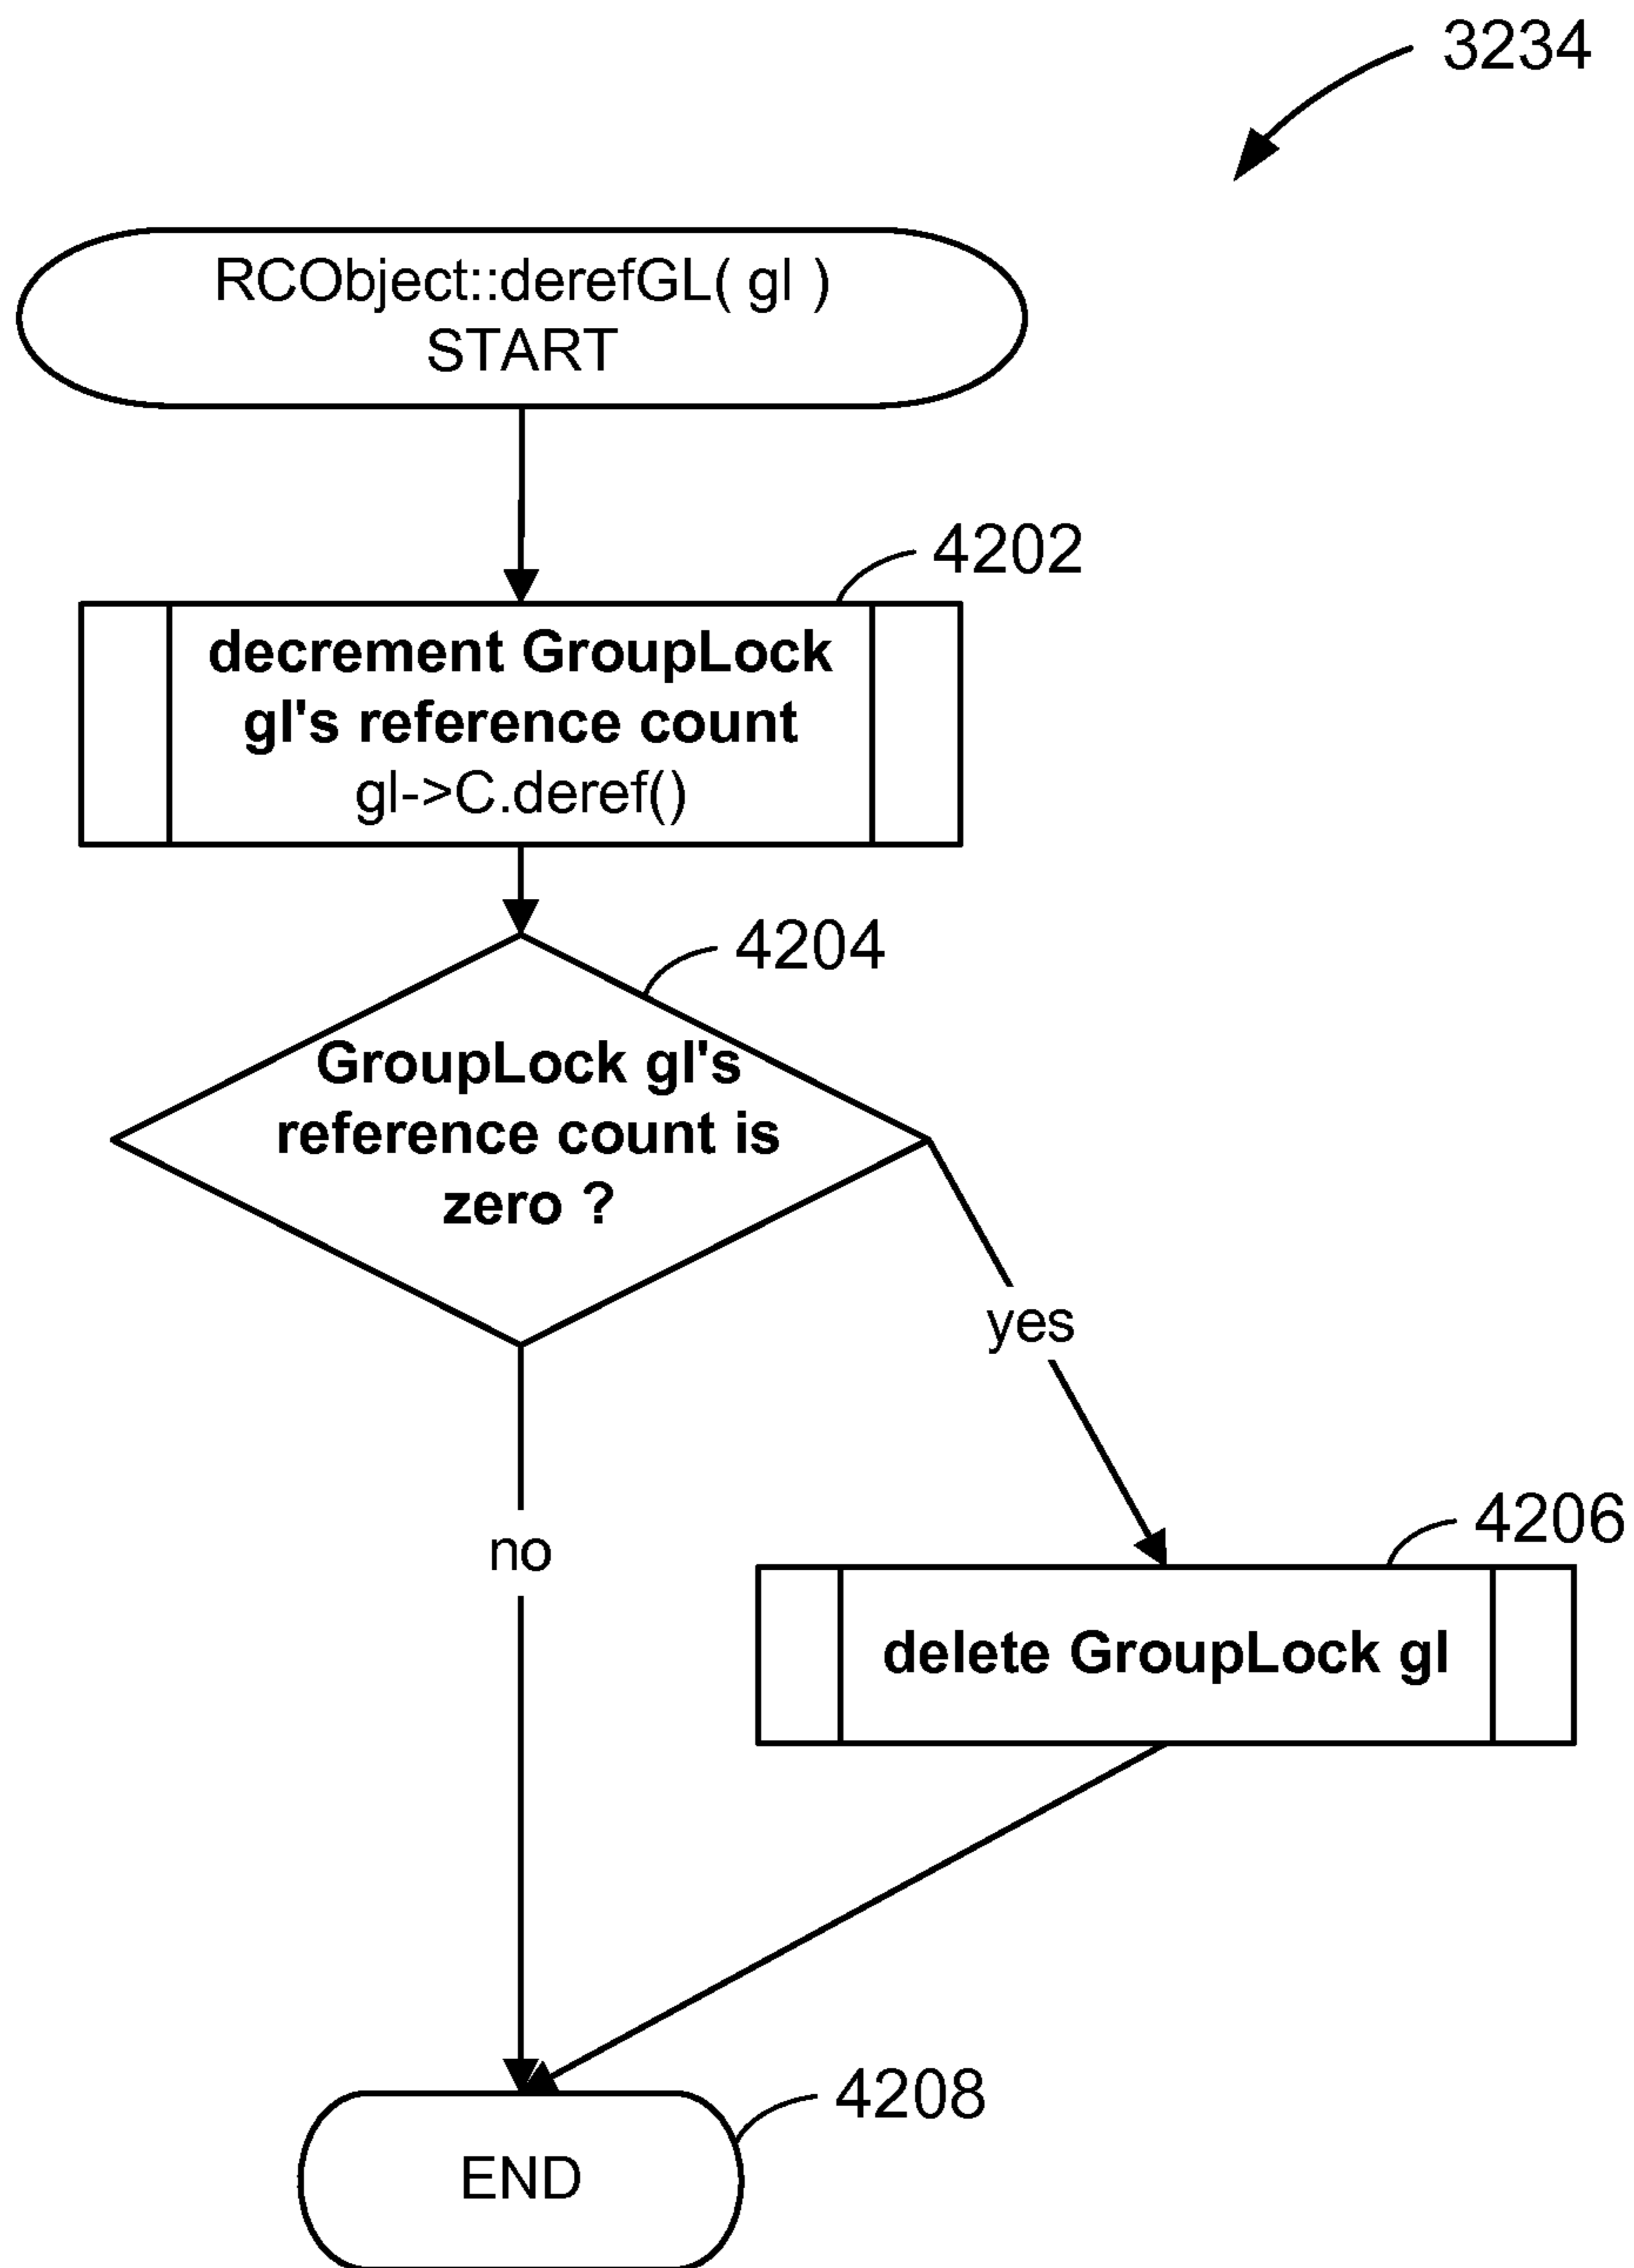 3234
RCObject::derefGL( gl )
START
4202
decrement GroupLock
gl's reference count
gl->C.deref()
4204
GroupLock gl's
reference count is
zero ?
yes
4206
no
delete GroupLock gl
4208
END